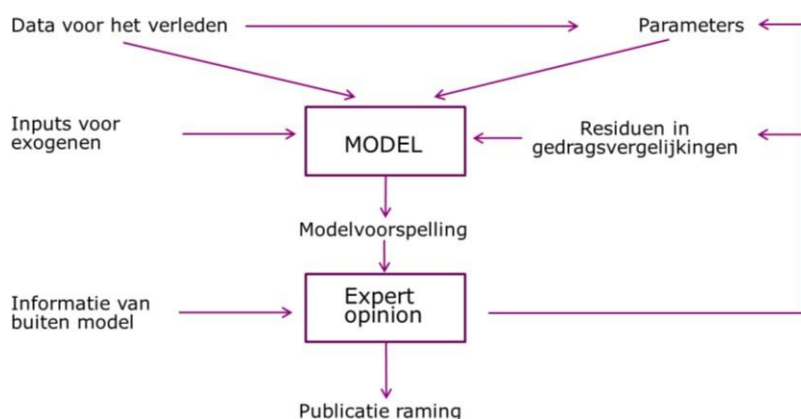 Data voor het verleden
Parameters
Inputs voor
exogenen
MODEL
Residuen in
gedragsvergelijkingen
Modelvoorspelling
Informatie van
buiten model
Expert
opinion
Publicatie raming